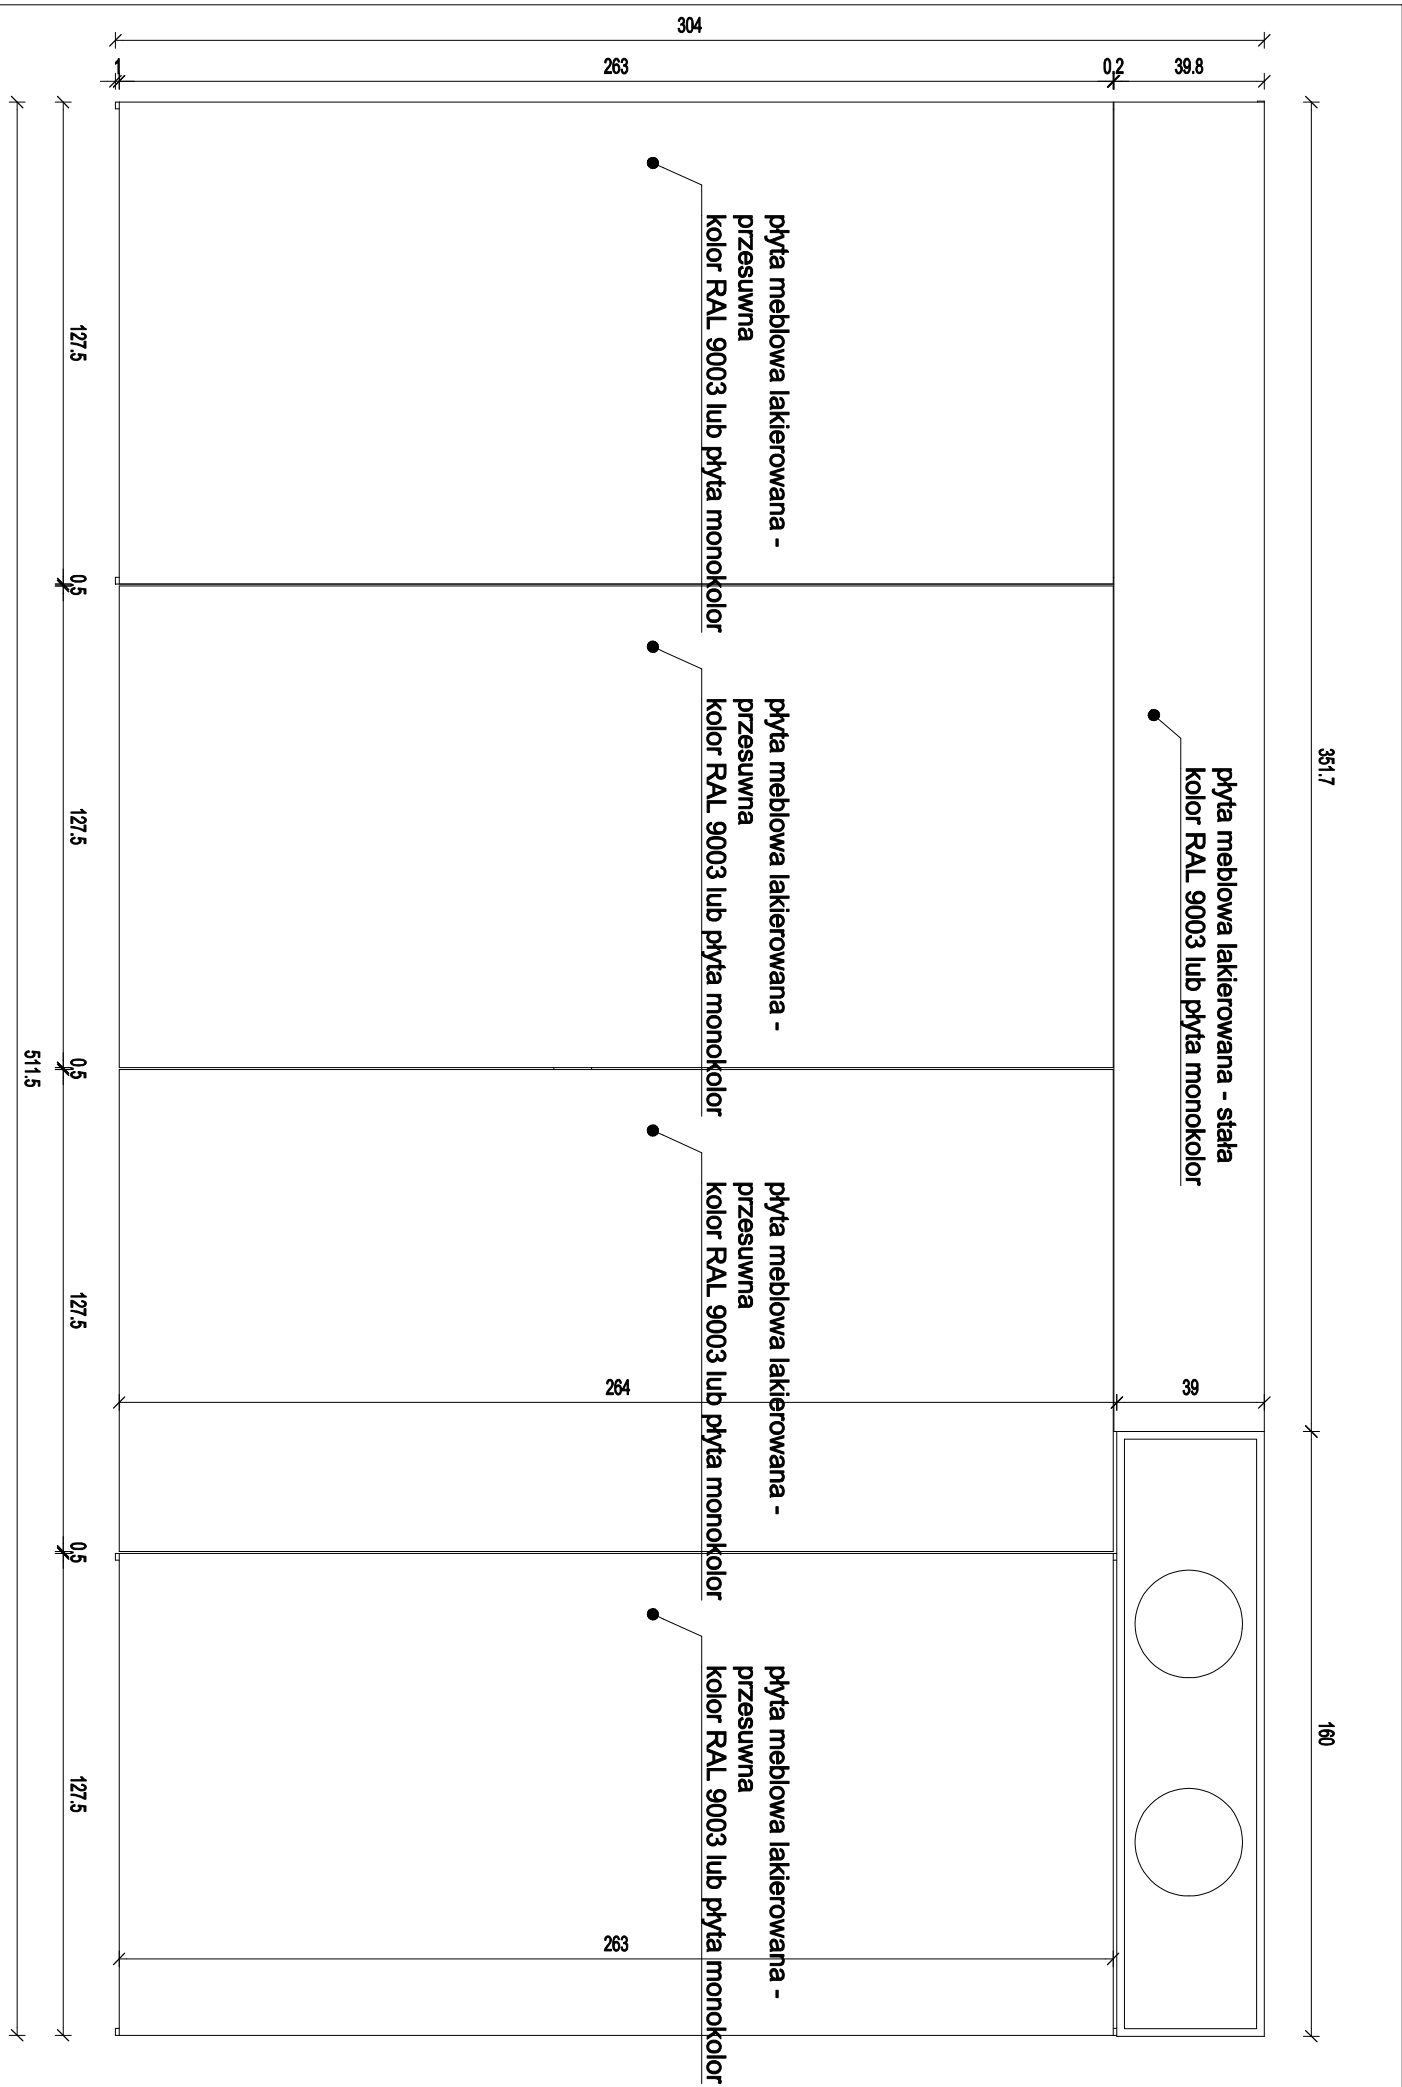 351.7
160
304
39.8
0,2
263
1
płyta meblowa lakierowana - stała
kolor RAL 9003 lub płyta monokolor
39
płyta meblowa lakierowana -
przesuwna
kolor RAL 9003 lub płyta monokolor
płyta meblowa lakierowana -
przesuwna
kolor RAL 9003 lub płyta monokolor
płyta meblowa lakierowana -
przesuwna
kolor RAL 9003 lub płyta monokolor
płyta meblowa lakierowana -
przesuwna
kolor RAL 9003 lub płyta monokolor
264
263
127.5
0,5
127.5
0,5
127.5
0,5
127.5
511.5